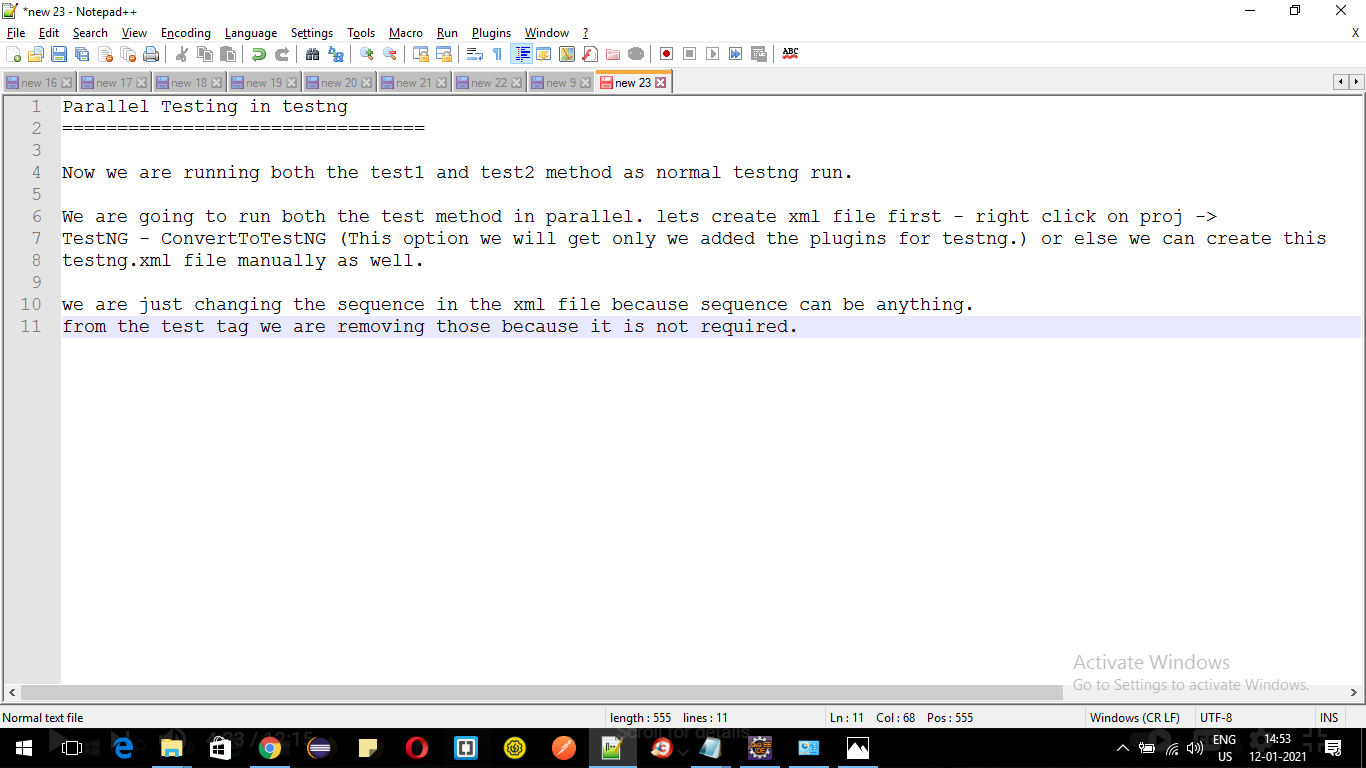 *new 23 - Notepad++
File Edit Search View Encoding Language Settings Tools Macro Run Plugins Window ? X
ABC
new 16 new 17 new 18 new 19 new 20 new 21 new 22 new 9 new 23
1 Parallel Testing in testng
2 =================================
3
4 Now we are running both the test1 and test2 method as normal testng run.
5
6 We are going to run both the test method in parallel. lets create xml file first - right click on proj ->
7 TestNG - ConvertToTestNG (This option we will get only we added the plugins for testng.) or else we can create this
8 testng.xml file manually as well.
9
10 we are just changing the sequence in the xml file because sequence can be anything.
11 from the test tag we are removing those because it is not required.
Activate Windows
Go to Settings to activate Windows.
Normal text file length : 555 lines : 11 Ln : 11 Col : 68 Pos : 555 Windows (CR LF) UTF-8 INS
Scroll for details
ENG 14:53
US 12-01-2021